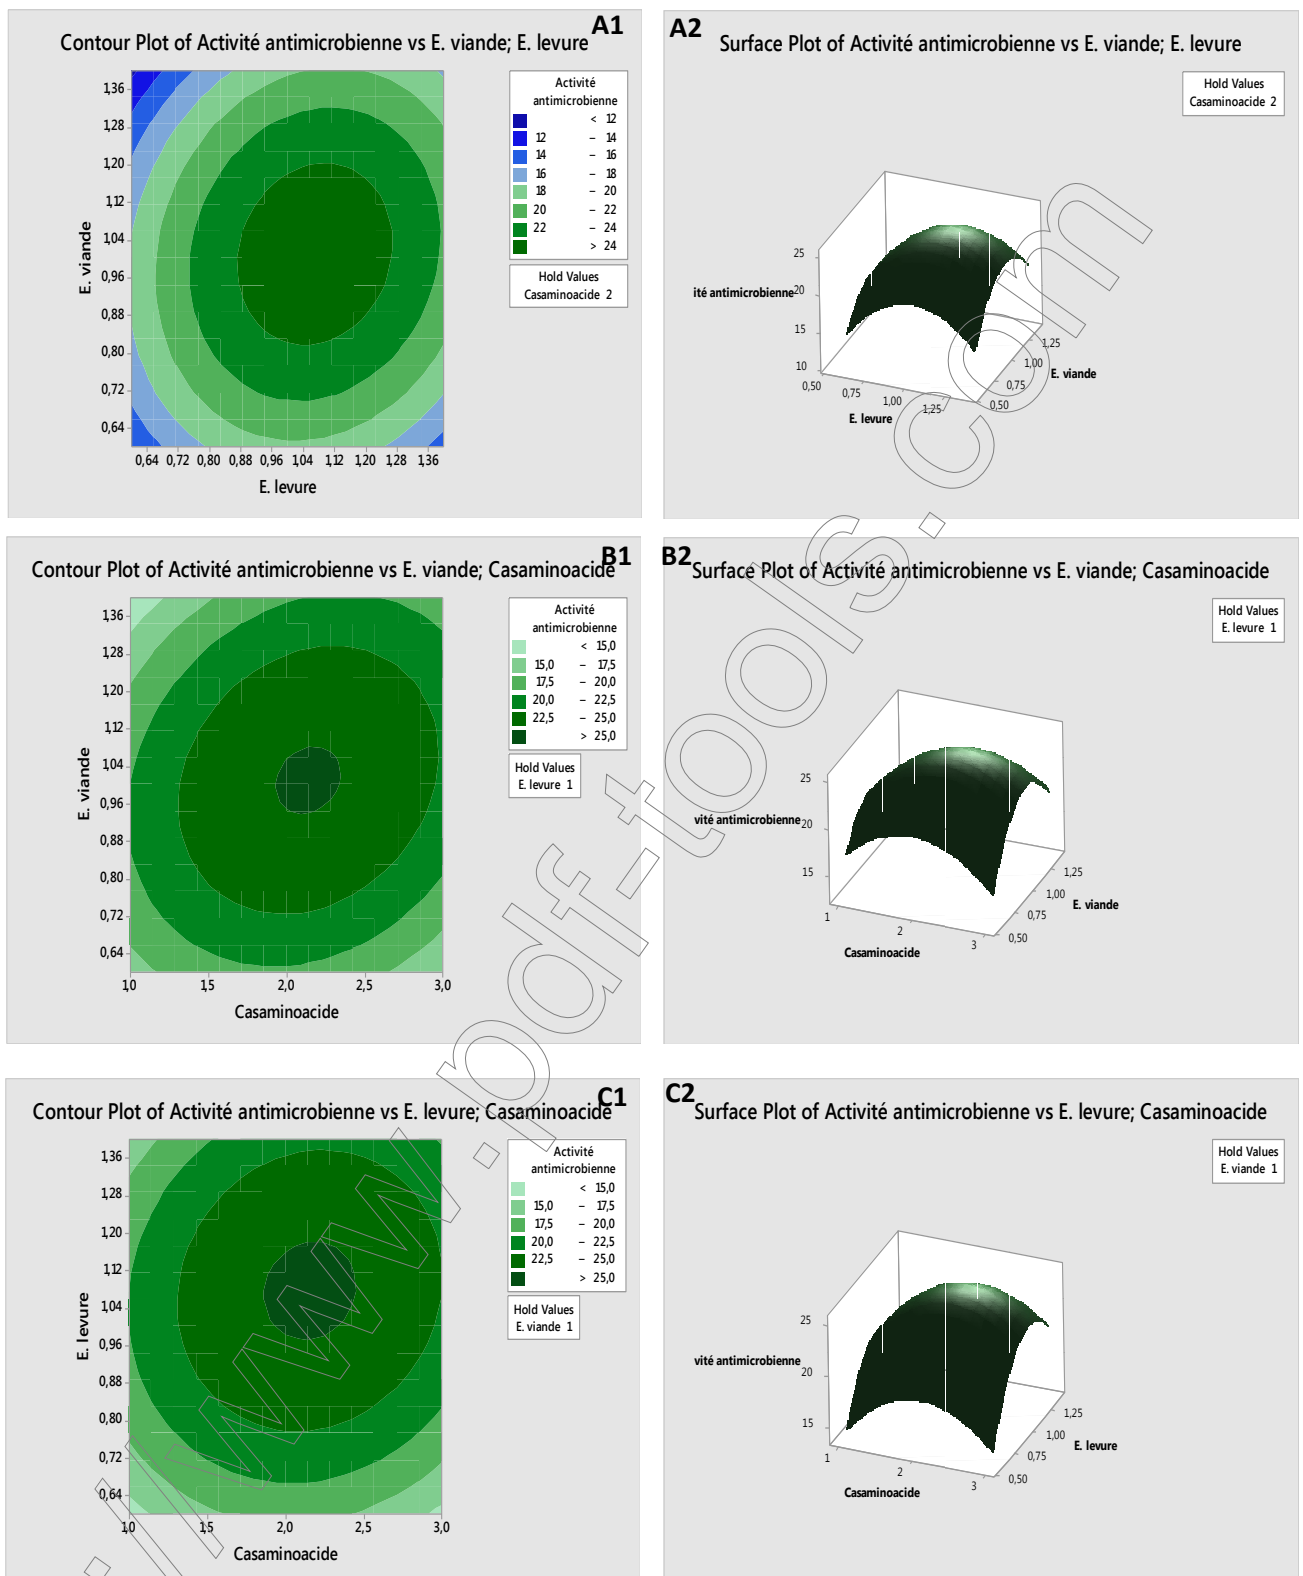 A1
Contour Plot of Activité antimicrobienne vs E. viande; E. levure
Activité
antimicrobienne
< 12
12 – 14
14 – 16
16 – 18
18 – 20
20 – 22
22 – 24
> 24
Hold Values
Casaminoacide 2
E. viande
1,36
1,28
1,20
1,12
1,04
0,96
0,88
0,80
0,72
0,64
0,64 0,72 0,80 0,88 0,96 1,04 1,12 1,20 1,28 1,36
E. levure
A2
Surface Plot of Activité antimicrobienne vs E. viande; E. levure
Hold Values
Casaminoacide 2
25
20
15
10
ité antimicrobienne
0,50 0,75 1,00 1,25
E. levure
0,50 0,75 1,00 1,25
E. viande
B1
Contour Plot of Activité antimicrobienne vs E. viande; Casaminoacide
Activité
antimicrobienne
< 15,0
15,0 – 17,5
17,5 – 20,0
20,0 – 22,5
22,5 – 25,0
> 25,0
Hold Values
E. levure 1
E. viande
1,36
1,28
1,20
1,12
1,04
0,96
0,88
0,80
0,72
0,64
1,0 1,5 2,0 2,5 3,0
Casaminoacide
B2
Surface Plot of Activité antimicrobienne vs E. viande; Casaminoacide
Hold Values
E. levure 1
25
20
15
vité antimicrobienne
1 2 3
Casaminoacide
0,50 0,75 1,00 1,25
E. viande
C1
Contour Plot of Activité antimicrobienne vs E. levure; Casaminoacide
Activité
antimicrobienne
< 15,0
15,0 – 17,5
17,5 – 20,0
20,0 – 22,5
22,5 – 25,0
> 25,0
Hold Values
E. viande 1
E. levure
1,36
1,28
1,20
1,12
1,04
0,96
0,88
0,80
0,72
0,64
1,0 1,5 2,0 2,5 3,0
Casaminoacide
C2
Surface Plot of Activité antimicrobienne vs E. levure; Casaminoacide
Hold Values
E. viande 1
25
20
15
vité antimicrobienne
1 2 3
Casaminoacide
0,50 0,75 1,00 1,25
E. levure
www.pdf-tools.com